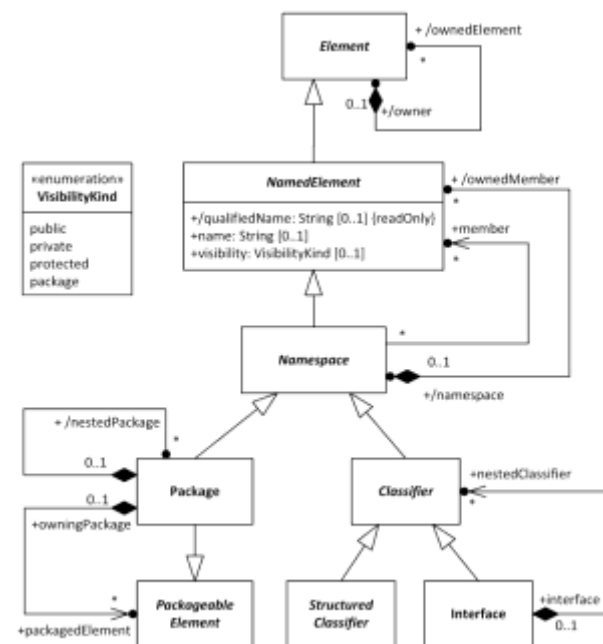 + /ownedElement
Element
*
0..1
+/owner
«enumeration»
VisibilityKind
public
private
protected
package
NamedElement
+/qualifiedName: String [0..1] {readOnly}
+name: String [0..1]
+visibility: VisibilityKind [0..1]
+ /ownedMember
*
+member
*
*
Namespace
0..1
+/namespace
+ /nestedPackage
*
0..1
0..1
Package
+owningPackage
*
+packagedElement
Packageable
Element
Classifier
+nestedClassifier
*
Structured
Classifier
Interface
+interface
0..1